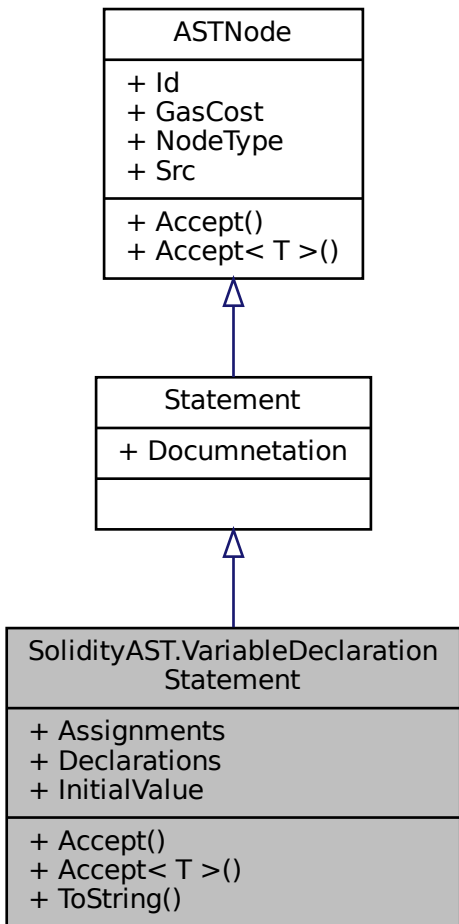 ASTNode
+ Id
+ GasCost
+ NodeType
+ Src
+ Accept()
+ Accept< T >()
Statement
+ Documnetation
SolidityAST.VariableDeclaration
Statement
+ Assignments
+ Declarations
+ InitialValue
+ Accept()
+ Accept< T >()
+ ToString()